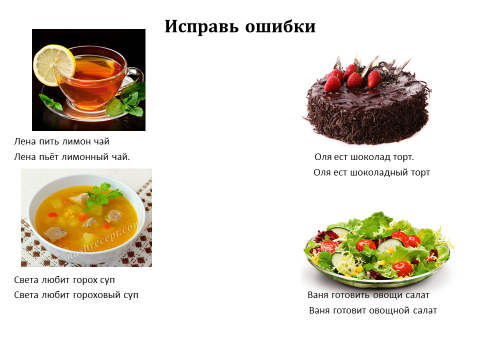 Исправь ошибки
Лена пить лимон чай
Лена пьёт лимонный чай.
Оля ест шоколад торт.
Оля ест шоколадный торт
Света любит горох суп
Света любит гороховый суп
Ваня готовить овощи салат
Ваня готовит овощной салат